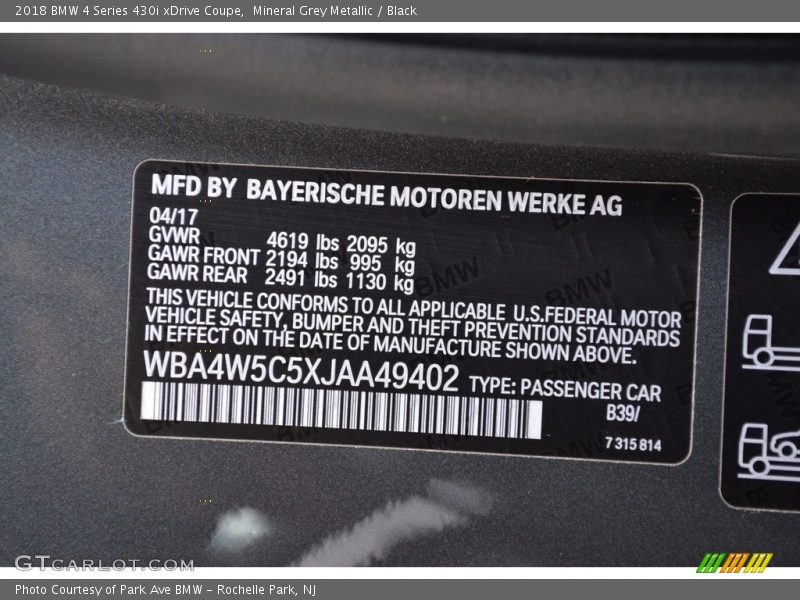 2018 BMW 4 Series 430i xDrive Coupe,  Mineral Grey Metallic / Black
MFD BY BAYERISCHE MOTOREN WERKE AG
04/17
GVWR 4619 lbs 2095 kg
GAWR FRONT 2194 lbs 995 kg
GAWR REAR 2491 lbs 1130 kg
THIS VEHICLE CONFORMS TO ALL APPLICABLE U.S.FEDERAL MOTOR
VEHICLE SAFETY, BUMPER AND THEFT PREVENTION STANDARDS
IN EFFECT ON THE DATE OF MANUFACTURE SHOWN ABOVE.
WBA4W5C5XJAA49402 TYPE: PASSENGER CAR
B39/
7 315 814
GTCARLOT.COM
Photo Courtesy of Park Ave BMW - Rochelle Park, NJ